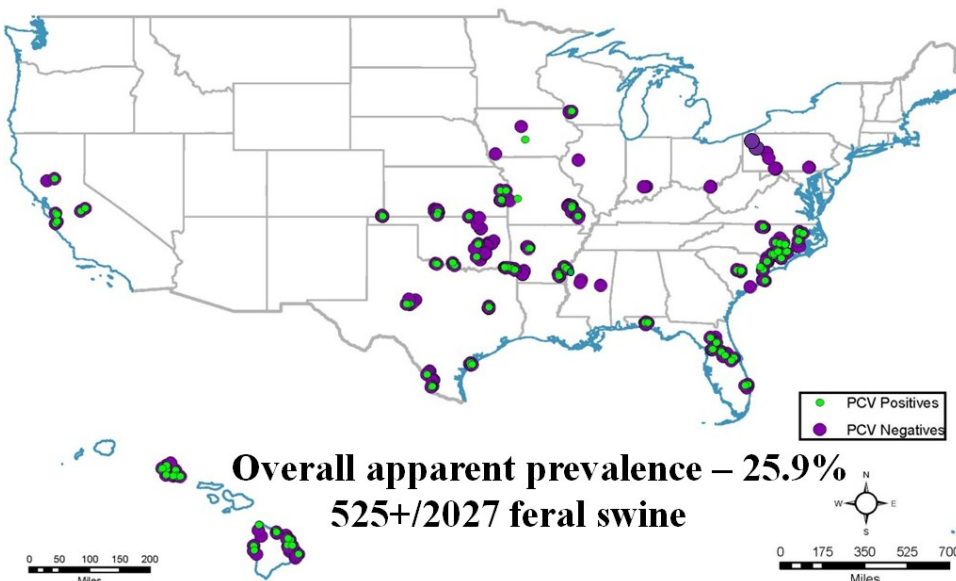 PCV Positives
PCV Negatives
Overall apparent prevalence – 25.9%
525+/2027 feral swine
N
W E
S
0 50 100 150 200
Miles
0 175 350 525 700
Miles